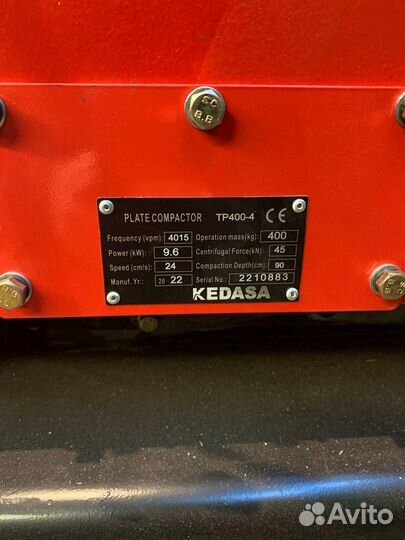 SC
8.8
PLATE COMPACTOR TP400-4 CE
Frequency (vpm): 4015 Operation mass(kg): 400
Power (kW): 9.6 Centrifugal Force(kN): 45
Speed (cm/s): 24 Compaction Depth(cm): 90
Manuf. Yr.: 20 22 Serial No.: 2210883
KEDASA
Avito